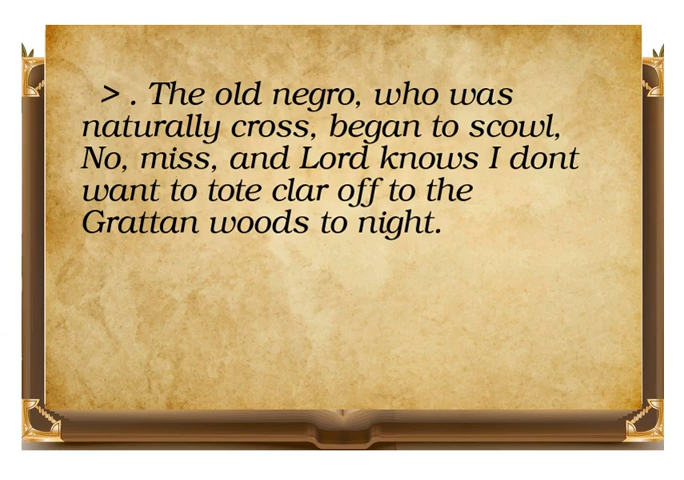 > . The old negro, who was
naturally cross, began to scowl,
No, miss, and Lord knows I dont
want to tote clar off to the
Grattan woods to night.